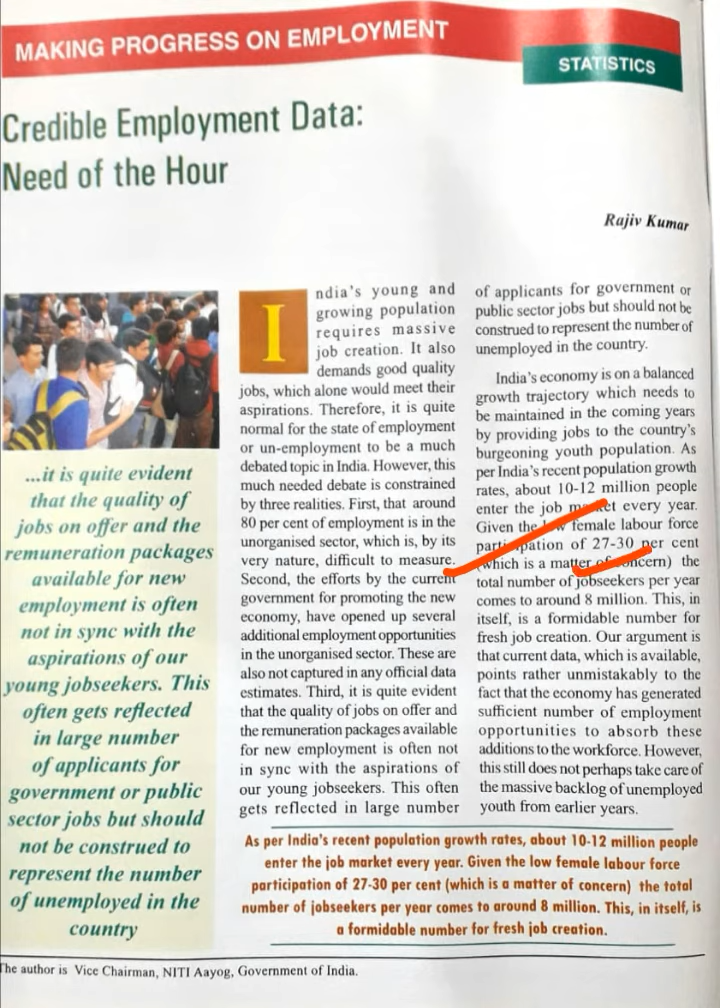 MAKING PROGRESS ON EMPLOYMENT
STATISTICS
Credible Employment Data:
Need of the Hour
Rajiv Kumar
...it is quite evident
that the quality of
jobs on offer and the
remuneration packages
available for new
employment is often
not in sync with the
aspirations of our
young jobseekers. This
often gets reflected
in large number
of applicants for
government or public
sector jobs but should
not be construed to
represent the number
of unemployed in the
country
India's young and
growing population
requires massive
job creation. It also
demands good quality
jobs, which alone would meet their
aspirations. Therefore, it is quite
normal for the state of employment
or un-employment to be a much
debated topic in India. However, this
much needed debate is constrained
by three realities. First, that around
80 per cent of employment is in the
unorganised sector, which is, by its
very nature, difficult to measure.
Second, the efforts by the current
government for promoting the new
economy, have opened up several
additional employment opportunities
in the unorganised sector. These are
also not captured in any official data
estimates. Third, it is quite evident
that the quality of jobs on offer and
the remuneration packages available
for new employment is often not
in sync with the aspirations of
our young jobseekers. This often
gets reflected in large number
of applicants for government or
public sector jobs but should not be
construed to represent the number of
unemployed in the country.
India's economy is on a balanced
growth trajectory which needs to
be maintained in the coming years
by providing jobs to the country's
burgeoning youth population. As
per India's recent population growth
rates, about 10-12 million people
enter the job market every year.
Given the low female labour force
participation of 27-30 per cent
(which is a matter of concern) the
total number of jobseekers per year
comes to around 8 million. This, in
itself, is a formidable number for
fresh job creation. Our argument is
that current data, which is available,
points rather unmistakably to the
fact that the economy has generated
sufficient number of employment
opportunities to absorb these
additions to the workforce. However,
this still does not perhaps take care of
the massive backlog of unemployed
youth from earlier years.
As per India's recent population growth rates, about 10-12 million people
enter the job market every year. Given the low female labour force
participation of 27-30 per cent (which is a matter of concern) the total
number of jobseekers per year comes to around 8 million. This, in itself, is
a formidable number for fresh job creation.
The author is Vice Chairman, NITI Aayog, Government of India.